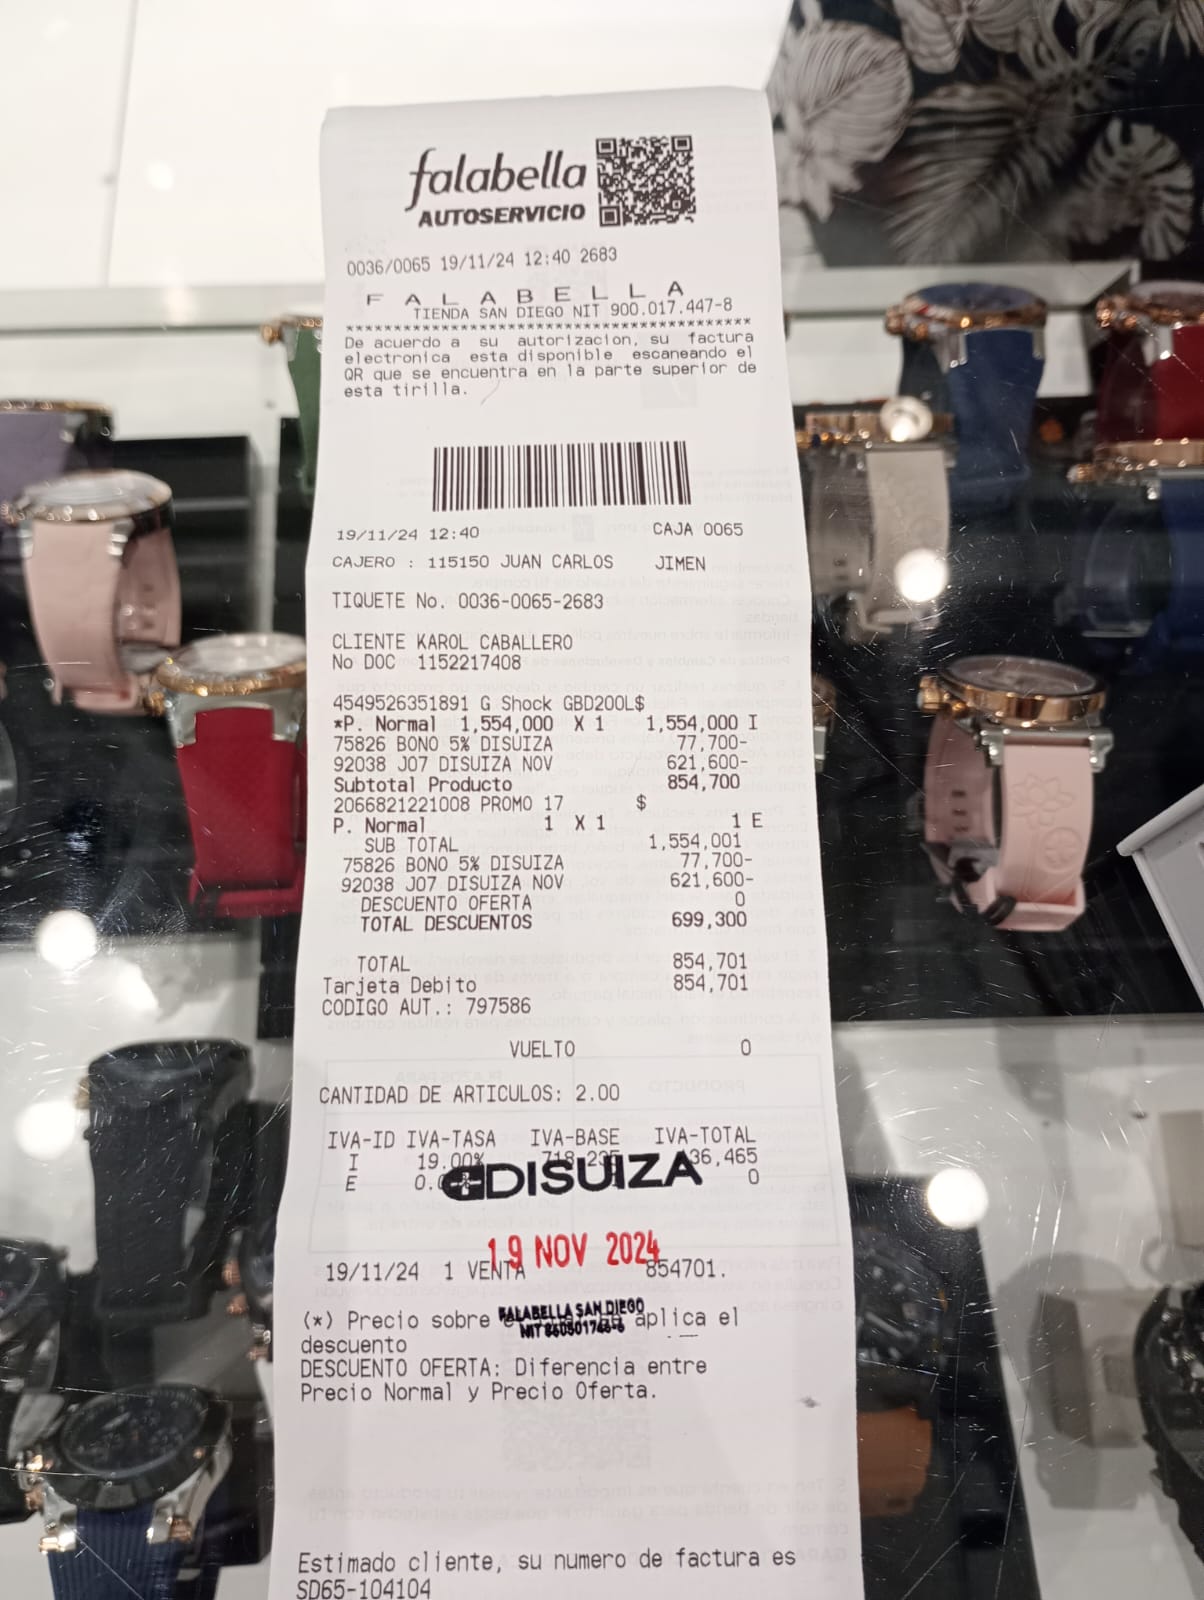 falabella
AUTOSERVICIO
0036/0065 19/11/24 12:40 2683
F A L A B E L L A
TIENDA SAN DIEGO NIT 900.017.447-8
**************************************************
De acuerdo a su autorizacion, su factura
electronica esta disponible escaneando el
QR que se encuentra en la parte superior de
esta tirilla.
19/11/24 12:40 CAJA 0065
CAJERO : 115150 JUAN CARLOS JIMEN
TIQUETE No. 0036-0065-2683
CLIENTE KAROL CABALLERO
No DOC 1152217408
4549526351891 G Shock GBD200L$
*P. Normal 1,554,000 X 1 1,554,000 I
75826 BONO 5% DISUIZA 77,700-
92038 J07 DISUIZA NOV 621,600-
Subtotal Producto 854,700
2066821221008 PROMO 17 $
P. Normal 1 X 1 1 E
SUB TOTAL 1,554,001
75826 BONO 5% DISUIZA 77,700-
92038 J07 DISUIZA NOV 621,600-
DESCUENTO OFERTA 0
TOTAL DESCUENTOS 699,300
TOTAL 854,701
Tarjeta Debito 854,701
CODIGO AUT.: 797586
VUELTO 0
CANTIDAD DE ARTICULOS: 2.00
IVA-ID IVA-TASA IVA-BASE IVA-TOTAL
I 19.00% 718,235 136,465
E 0. 0
DISUIZA
19 NOV 2024
19/11/24 1 VENTA 854701.
FALABELLA SAN DIEGO
(*) Precio sobre aplica el
descuento
DESCUENTO OFERTA: Diferencia entre
Precio Normal y Precio Oferta.
Estimado cliente, su numero de factura es
SD65-104104